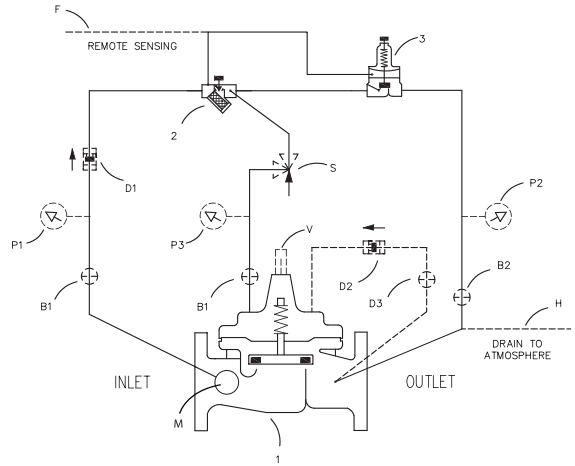 F
REMOTE SENSING
3
2
S
D1
P1
P3
P2
V
D2
D3
B1
B1
B2
H
DRAIN TO
ATMOSPHERE
INLET
OUTLET
M
1